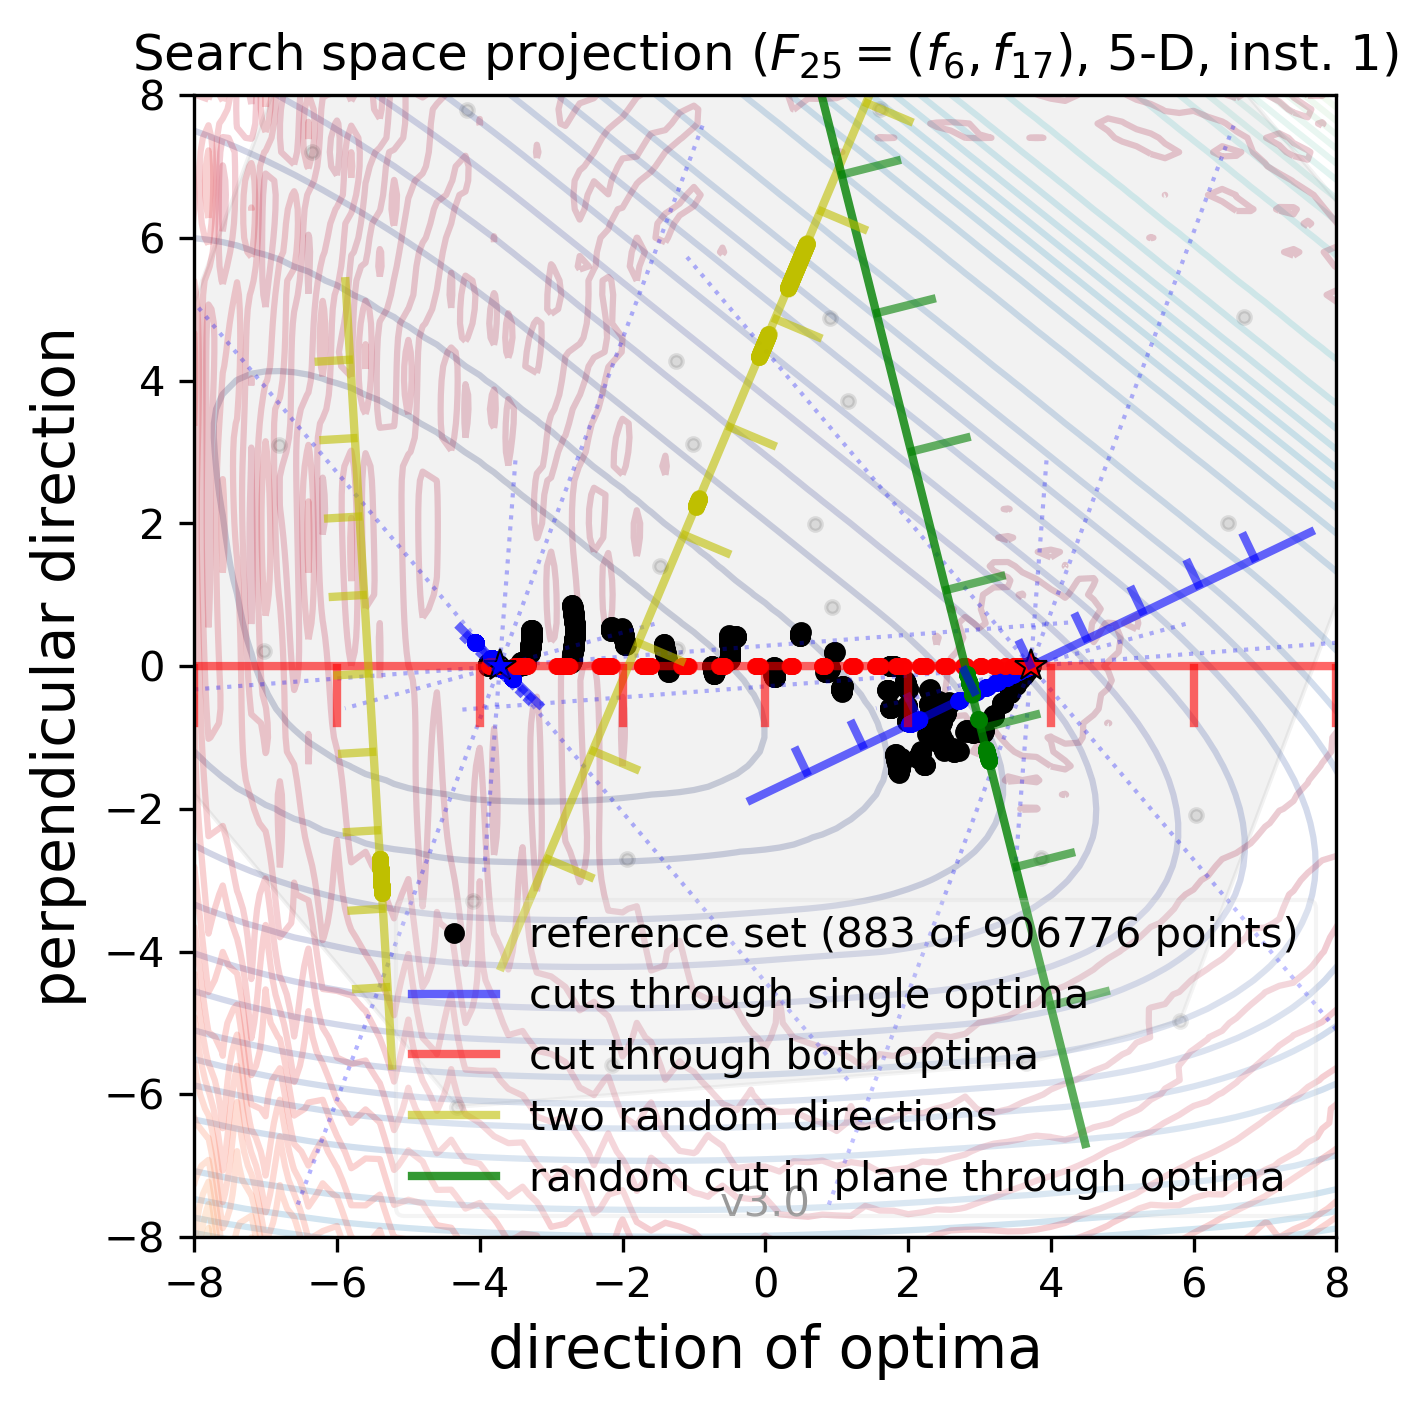 Search space projection (F₂₅ = (f₆, f₁₇), 5-D, inst. 1)
perpendicular direction
8
6
4
2
0
−2
−4
−6
−8
reference set (883 of 906776 points)
cuts through single optima
cut through both optima
two random directions
random cut in plane through optima
v3.0
−8 −6 −4 −2 0 2 4 6 8
direction of optima